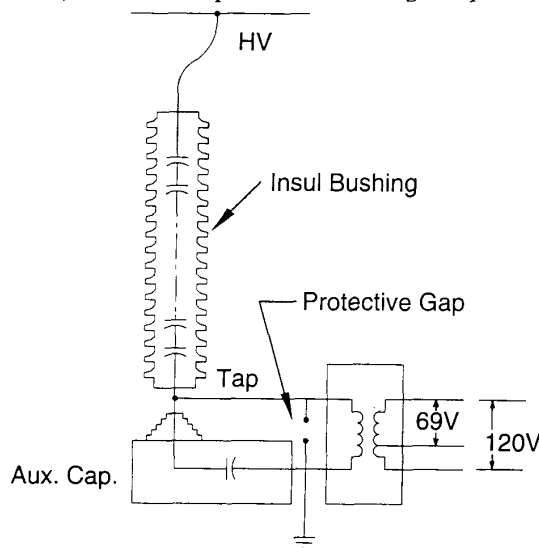 HV
Insul Bushing
Protective Gap
Tap
69V
120V
Aux. Cap.